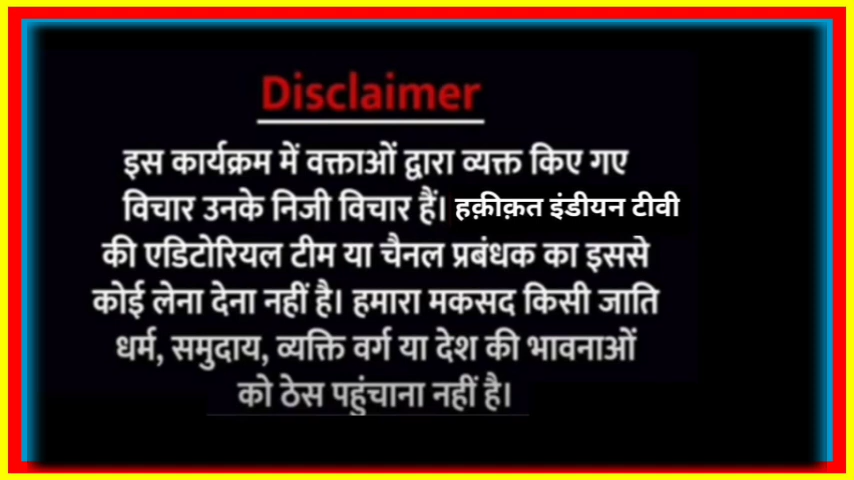 Disclaimer
इस कार्यक्रम में वक्ताओं द्वारा व्यक्त किए गए
विचार उनके निजी विचार हैं। हक़ीक़त इंडीयन टीवी
की एडिटोरियल टीम या चैनल प्रबंधक का इससे
कोई लेना देना नहीं है। हमारा मकसद किसी जाति
धर्म, समुदाय, व्यक्ति वर्ग या देश की भावनाओं
को ठेस पहुंचाना नहीं है।